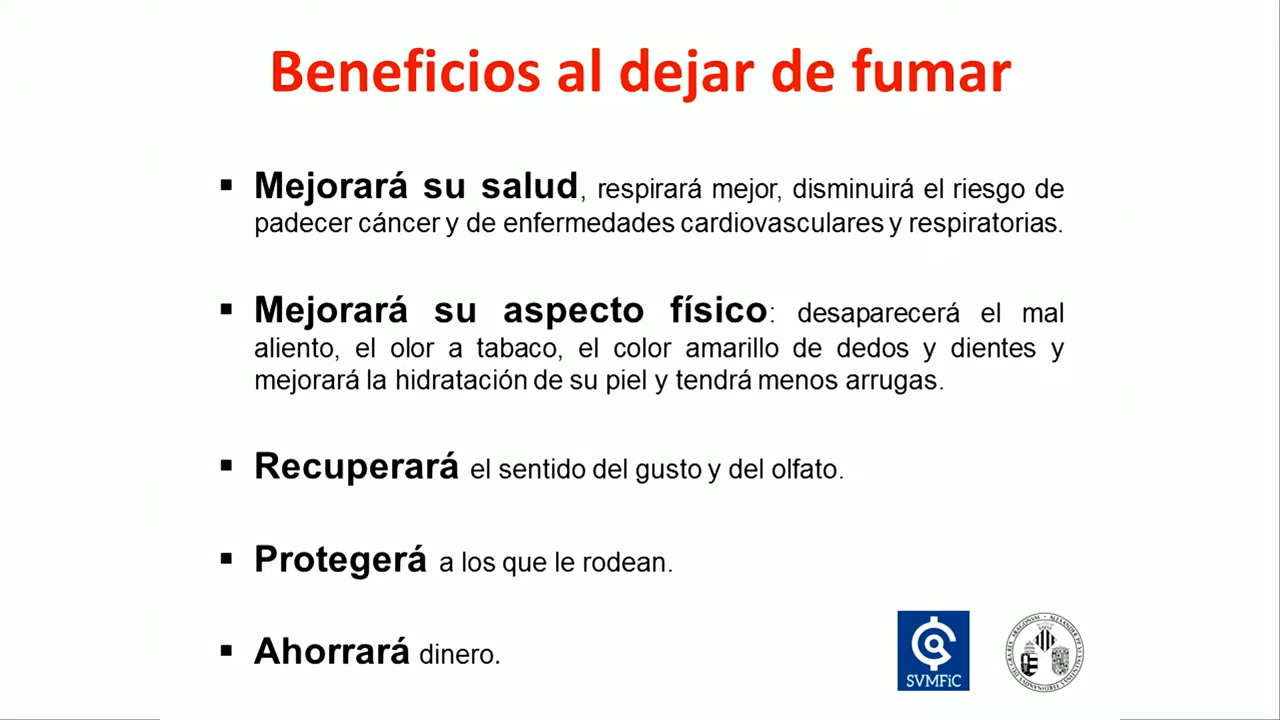 Beneficios al dejar de fumar
▪ Mejorará su salud, respirará mejor, disminuirá el riesgo de
padecer cáncer y de enfermedades cardiovasculares y respiratorias.
▪ Mejorará su aspecto físico: desaparecerá el mal
aliento, el olor a tabaco, el color amarillo de dedos y dientes y
mejorará la hidratación de su piel y tendrá menos arrugas.
▪ Recuperará el sentido del gusto y del olfato.
▪ Protegerá a los que le rodean.
▪ Ahorrará dinero.
SVMFiC